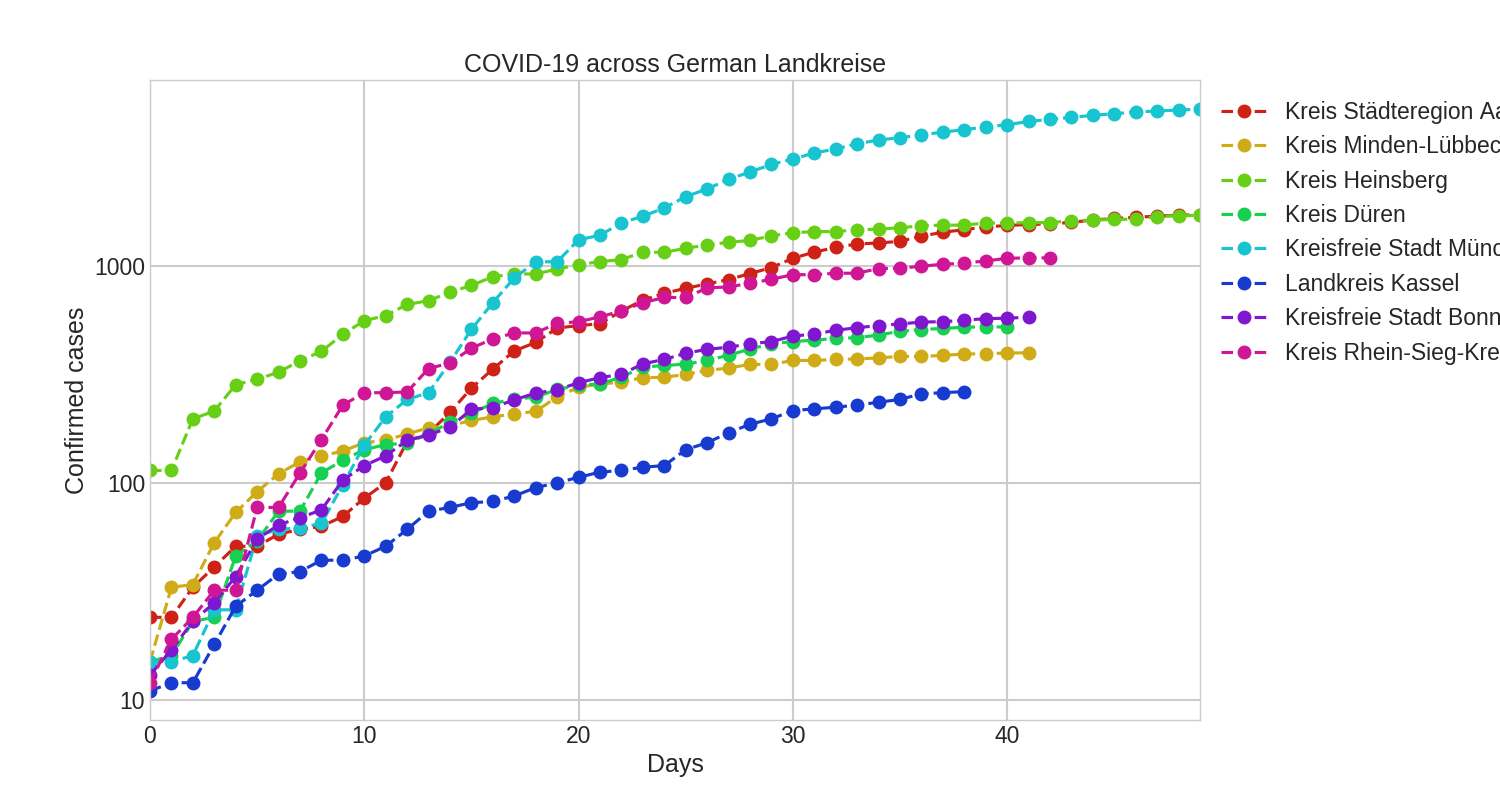 COVID-19 across German Landkreise
Confirmed cases
1000
100
10
0 10 20 30 40
Days
Kreis Städteregion Aa
Kreis Minden-Lübbec
Kreis Heinsberg
Kreis Düren
Kreisfreie Stadt Münc
Landkreis Kassel
Kreisfreie Stadt Bonn
Kreis Rhein-Sieg-Kre